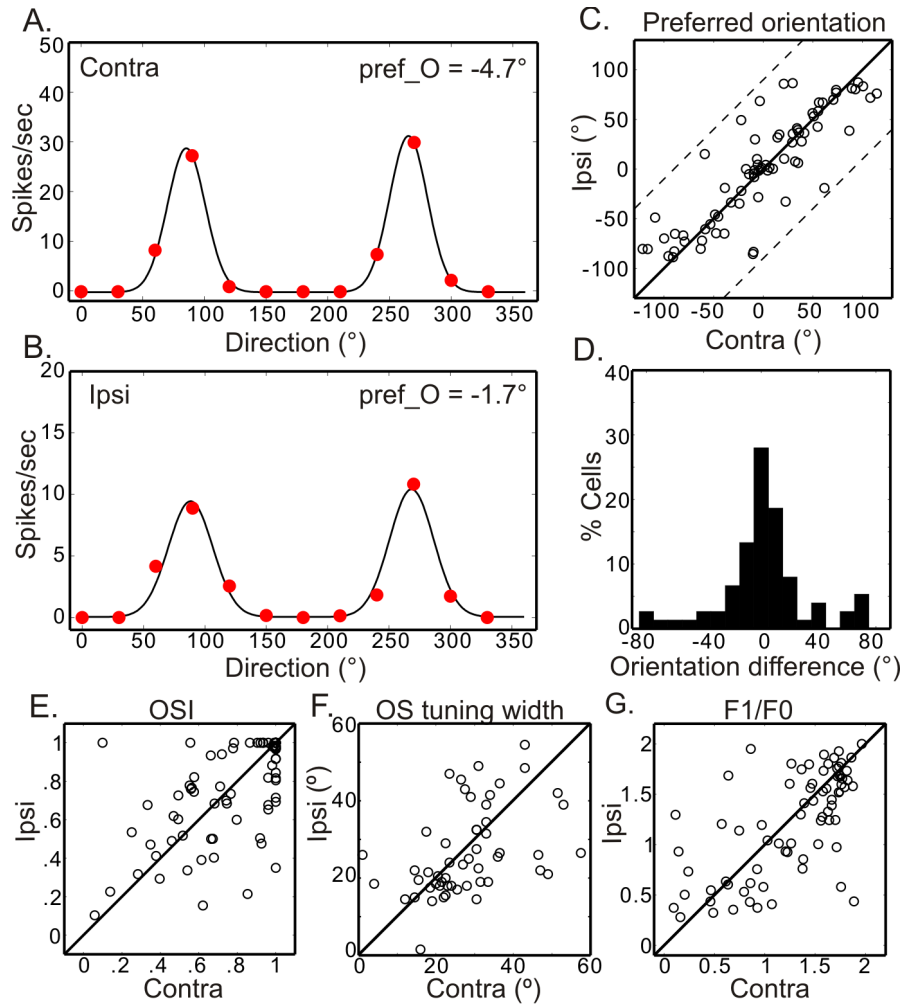 A.
50
40
30
20
10
0
Spikes/sec
Contra
pref_O = -4.7°
0 50 100 150 200 250 300 350
Direction (°)
B.
20
15
10
5
0
Spikes/sec
Ipsi
pref_O = -1.7°
0 50 100 150 200 250 300 350
Direction (°)
C.
Preferred orientation
100
50
0
-50
-100
Ipsi (°)
-100 -50 0 50 100
Contra (°)
D.
40
30
20
10
0
% Cells
-80 -40 0 40 80
Orientation difference (°)
E.
OSI
1
.8
.6
.4
.2
0
Ipsi
0 .2 .4 .6 .8 1
Contra
F.
OS tuning width
60
40
20
0
Ipsi (º)
0 20 40 60
Contra (º)
G.
F1/F0
2
1.5
1
0.5
0
Ipsi
0 0.5 1 1.5 2
Contra